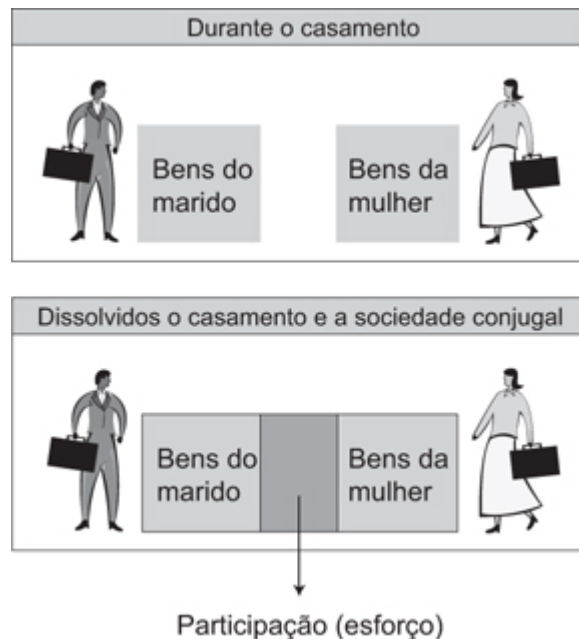 Durante o casamento
Bens do
marido
Bens da
mulher
Dissolvidos o casamento e a sociedade conjugal
Bens do
marido
Bens da
mulher
Participação (esforço)